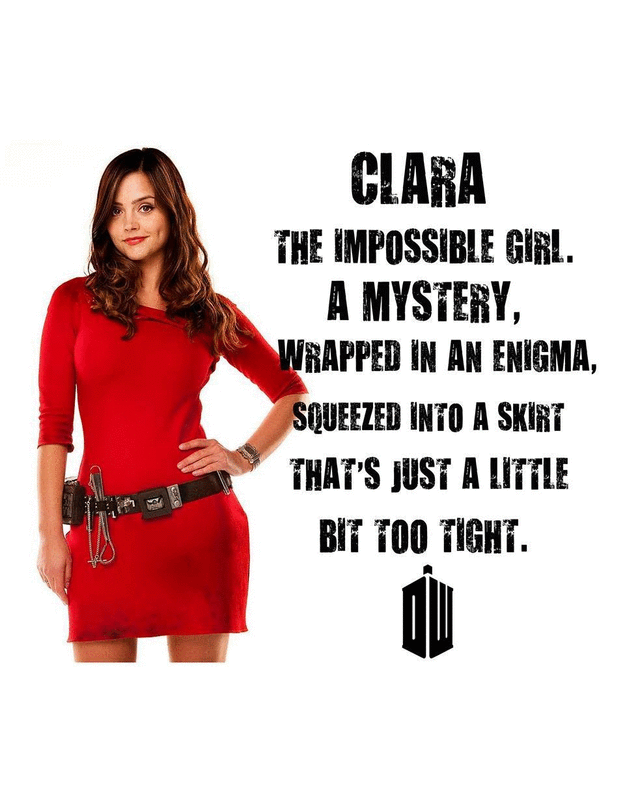 CLARA
THE IMPOSSIBLE GIRL.
A MYSTERY,
WRAPPED IN AN ENIGMA,
SQUEEZED INTO A SKIRT
THAT'S JUST A LITTLE
BIT TOO TIGHT.
DW